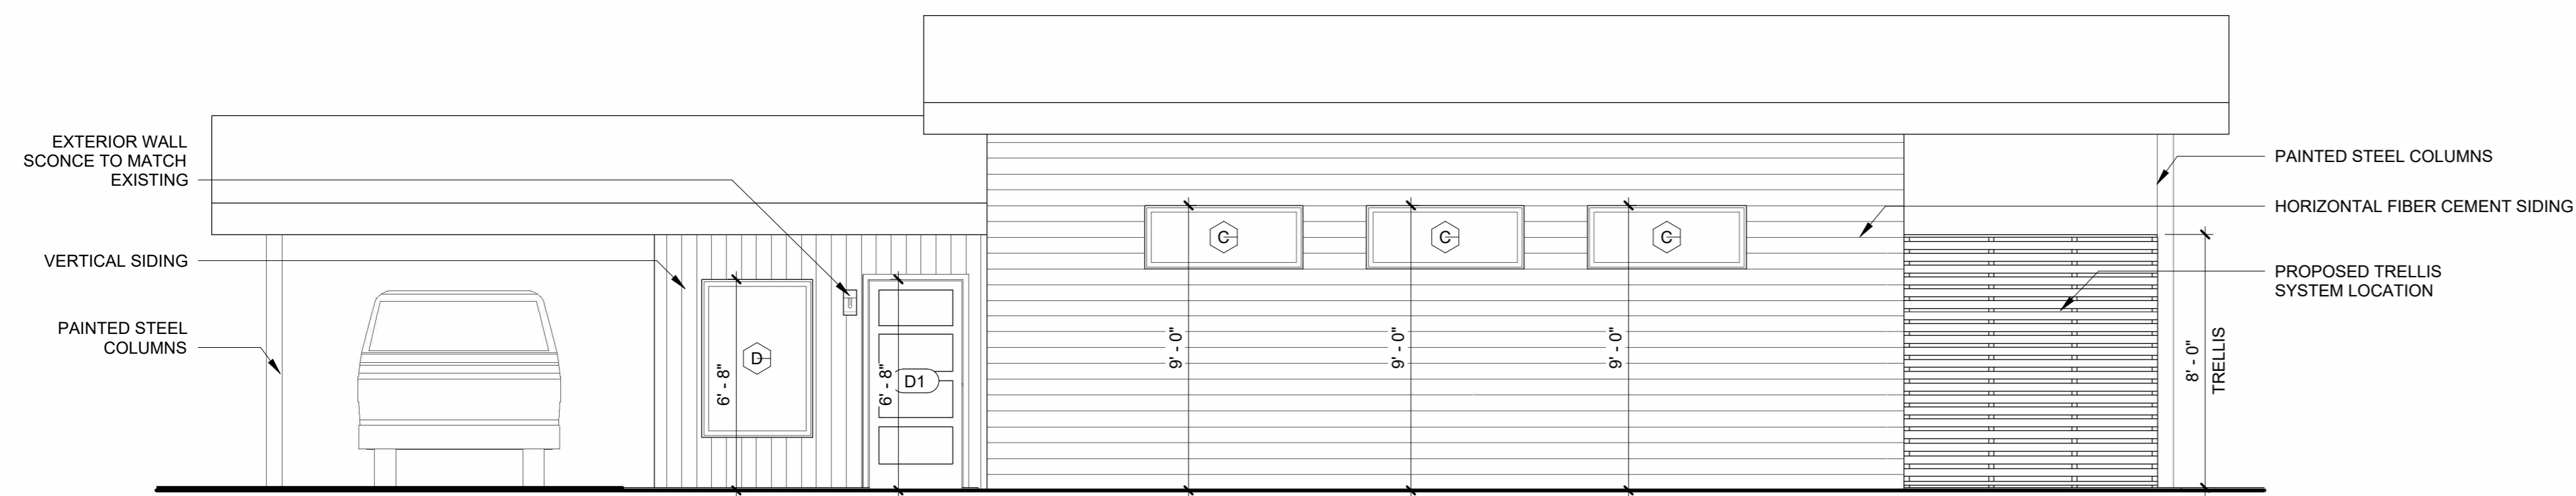 EXTERIOR WALL
SCONCE TO MATCH
EXISTING
VERTICAL SIDING
PAINTED STEEL
COLUMNS
6' - 8"
D
6' - 8"
D1
9' - 0"
C
9' - 0"
C
9' - 0"
C
PAINTED STEEL COLUMNS
HORIZONTAL FIBER CEMENT SIDING
PROPOSED TRELLIS
SYSTEM LOCATION
8' - 0"
TRELLIS